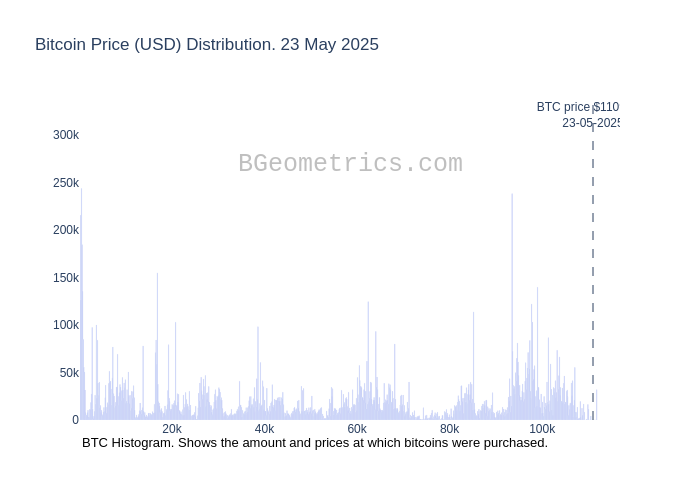 Bitcoin Price (USD) Distribution. 23 May 2025
BTC price $110
23-05-2025
300k
BGeometrics.com
250k
200k
150k
100k
50k
0
20k 40k 60k 80k 100k
BTC Histogram. Shows the amount and prices at which bitcoins were purchased.